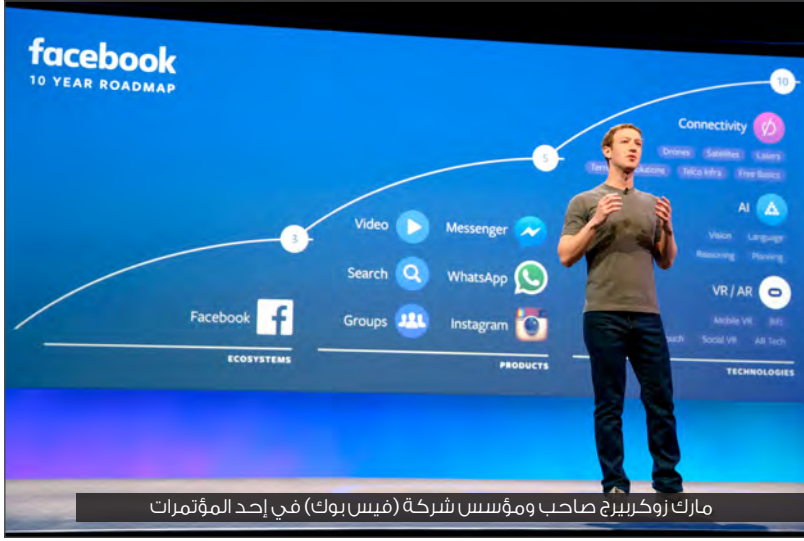 facebook
10 YEAR ROADMAP
3
5
10
Facebook
ECOSYSTEMS
Video
Messenger
Search
WhatsApp
Groups
Instagram
PRODUCTS
Connectivity
Drones Satellites Lasers
Telco Infra Free Basics
AI
Vision Language
Reasoning Planning
VR / AR
Mobile VR
Social VR AR Tech
TECHNOLOGIES
مارك زوكربيرج صاحب ومؤسس شركة (فيس بوك) في إحد المؤتمرات